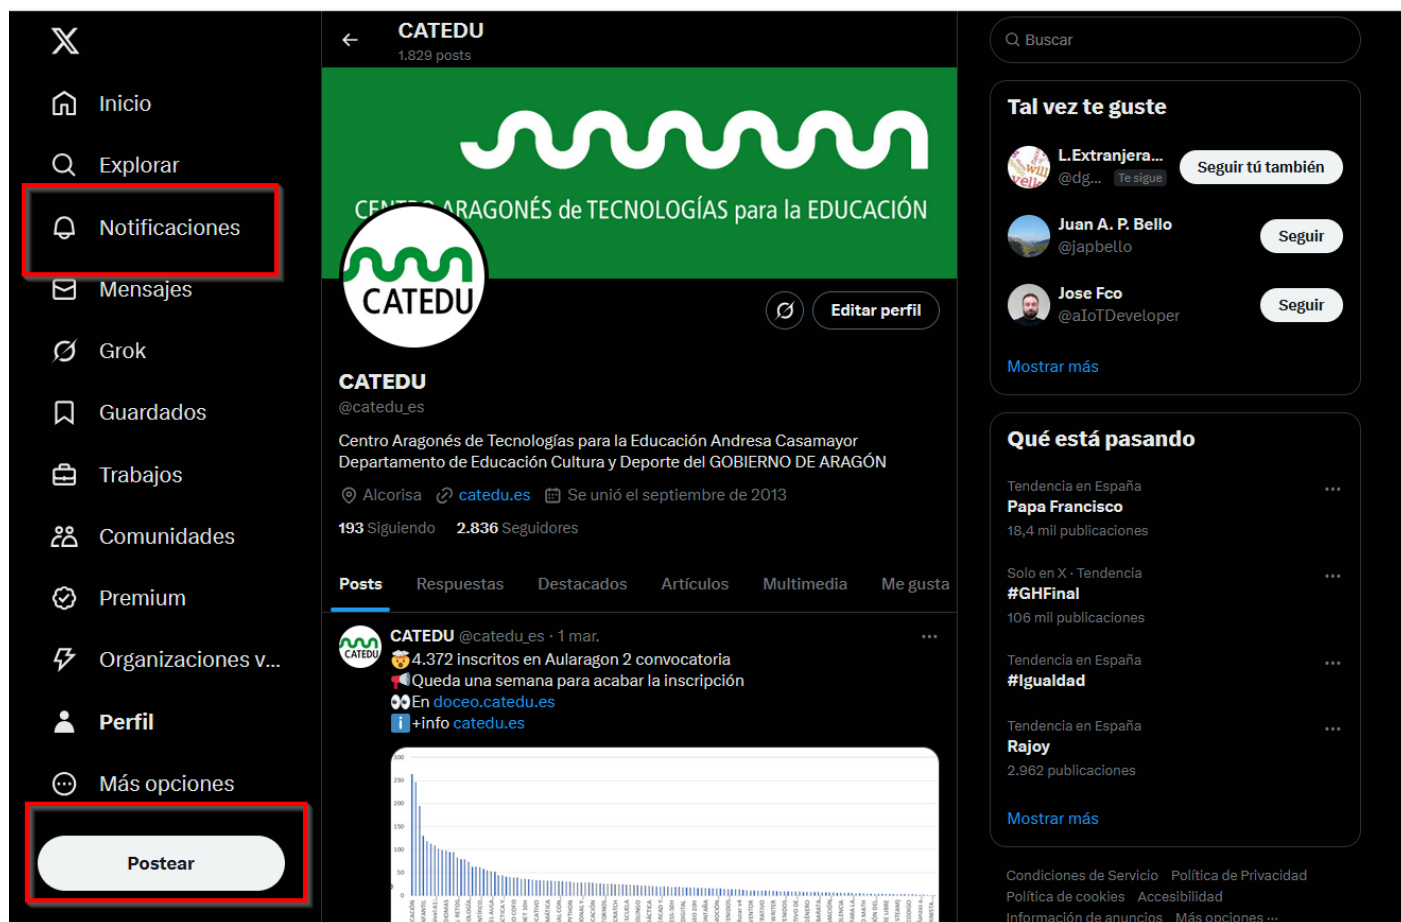 Inicio
Explorar
Notificaciones
Mensajes
Grok
Guardados
Trabajos
Comunidades
Premium
Organizaciones v...
Perfil
Más opciones
Postear
CATEDU
1.829 posts
CENTRO ARAGONÉS de TECNOLOGÍAS para la EDUCACIÓN
CATEDU
Editar perfil
CATEDU
@catedu_es
Centro Aragonés de Tecnologías para la Educación Andresa Casamayor
Departamento de Educación Cultura y Deporte del GOBIERNO DE ARAGÓN
Alcorisa catedu.es Se unió el septiembre de 2013
193 Siguiendo 2.836 Seguidores
Posts Respuestas Destacados Artículos Multimedia Me gusta
CATEDU
CATEDU @catedu_es · 1 mar.
🤯4.372 inscritos en Aularagon 2 convocatoria
📢Queda una semana para acabar la inscripción
👀En doceo.catedu.es
ℹ️+info catedu.es
300
250
200
150
100
50
0
Buscar
Tal vez te guste
L.Extranjera...
@dg... Te sigue
Seguir tú también
Juan A. P. Bello
@japbello
Seguir
Jose Fco
@aIoTDeveloper
Seguir
Mostrar más
Qué está pasando
Tendencia en España
Papa Francisco
18,4 mil publicaciones
Solo en X · Tendencia
#GHFinal
106 mil publicaciones
Tendencia en España
#Igualdad
Tendencia en España
Rajoy
2.962 publicaciones
Mostrar más
Condiciones de Servicio Política de Privacidad
Política de cookies Accesibilidad
Información de anuncios Más opciones ...